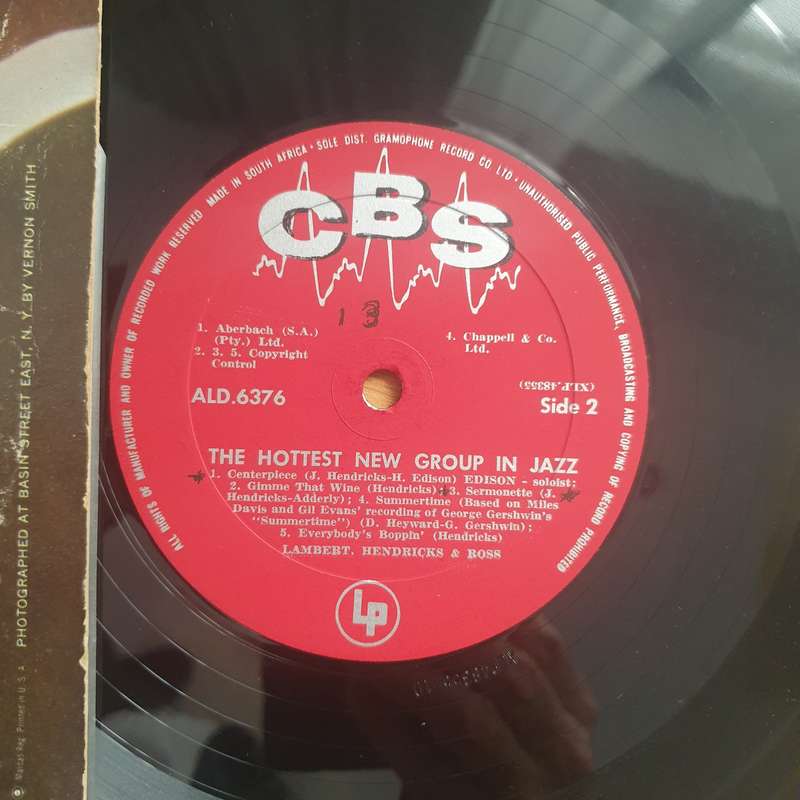 ALL RIGHTS OF MANUFACTURER AND OWNER OF RECORDED WORK RESERVED MADE IN SOUTH AFRICA • SOLE DIST. GRAMOPHONE RECORD CO. LTD • UNAUTHORISED PUBLIC PERFORMANCE, BROADCASTING AND COPYING OF RECORD PROHIBITED
CBS
13
1. Aberbach (S.A.)
(Pty.) Ltd.
2. 3. 5. Copyright
Control
4. Chappell & Co.
Ltd.
(XLP.48355)
ALD.6376
Side 2
THE HOTTEST NEW GROUP IN JAZZ
1. Centerpiece (J. Hendricks-H. Edison) EDISON - soloist;
2. Gimme That Wine (Hendricks) 3. Sermonette (J.
Hendricks-Adderly); 4. Summertime (Based on Miles
Davis and Gil Evans' recording of George Gershwin's
"Summertime") (D. Heyward-G. Gershwin);
5. Everybody's Boppin' (Hendricks)
LAMBERT, HENDRICKS & ROSS
LP
PHOTOGRAPHED AT BASIN STREET EAST, N. Y. BY VERNON SMITH
Marcas Reg. Printed in U.S.A.